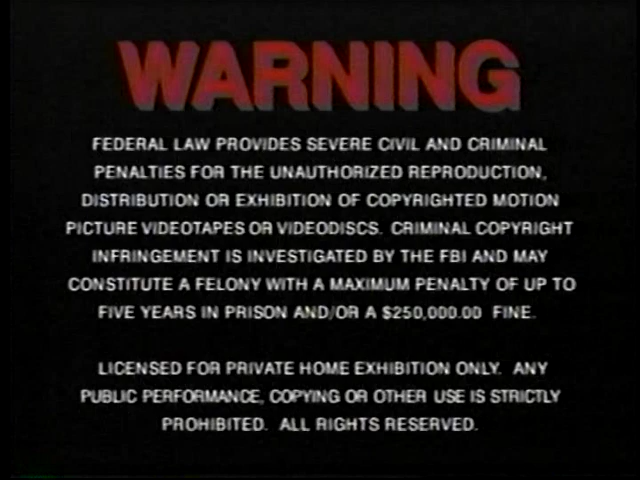 WARNING
FEDERAL LAW PROVIDES SEVERE CIVIL AND CRIMINAL
PENALTIES FOR THE UNAUTHORIZED REPRODUCTION,
DISTRIBUTION OR EXHIBITION OF COPYRIGHTED MOTION
PICTURE VIDEOTAPES OR VIDEODISCS. CRIMINAL COPYRIGHT
INFRINGEMENT IS INVESTIGATED BY THE FBI AND MAY
CONSTITUTE A FELONY WITH A MAXIMUM PENALTY OF UP TO
FIVE YEARS IN PRISON AND/OR A $250,000.00 FINE.
LICENSED FOR PRIVATE HOME EXHIBITION ONLY. ANY
PUBLIC PERFORMANCE, COPYING OR OTHER USE IS STRICTLY
PROHIBITED. ALL RIGHTS RESERVED.